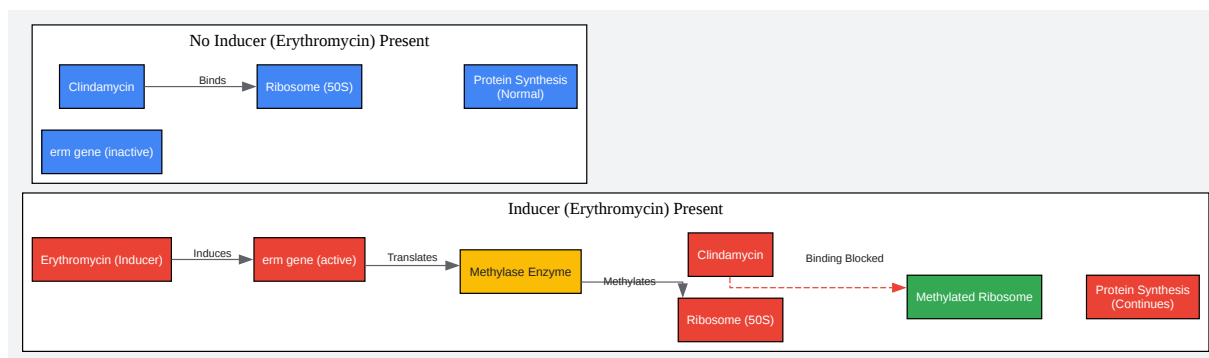 No Inducer (Erythromycin) Present
Clindamycin
Binds
Ribosome (50S)
Protein Synthesis
(Normal)
erm gene (inactive)
Inducer (Erythromycin) Present
Erythromycin (Inducer)
Induces
erm gene (active)
Translates
Methylase Enzyme
Methylates
Clindamycin
Ribosome (50S)
Binding Blocked
Methylated Ribosome
Protein Synthesis
(Continues)